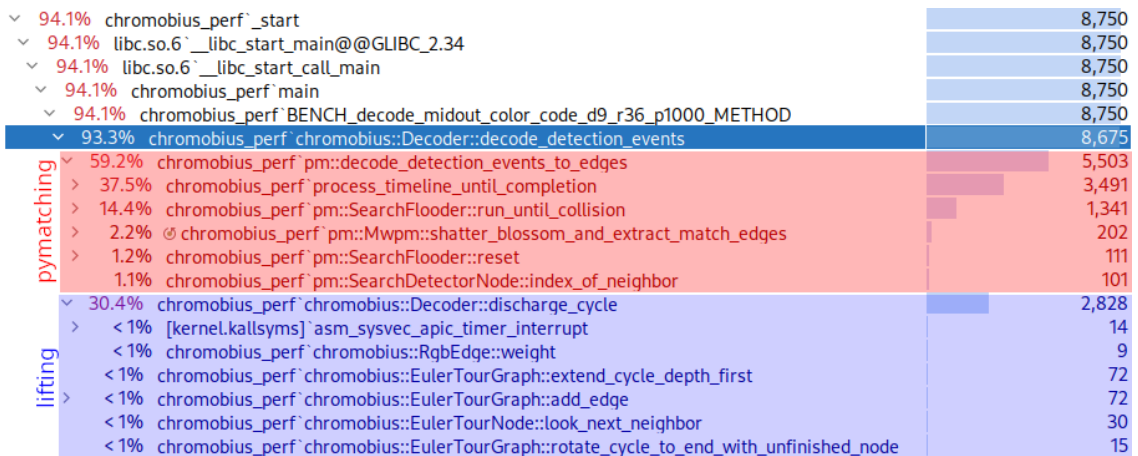 94.1% chromobius_perf`_start 8,750
94.1% libc.so.6`__libc_start_main@@GLIBC_2.34 8,750
94.1% libc.so.6`__libc_start_call_main 8,750
94.1% chromobius_perf`main 8,750
94.1% chromobius_perf`BENCH_decode_midout_color_code_d9_r36_p1000_METHOD 8,750
93.3% chromobius_perf`chromobius::Decoder::decode_detection_events 8,675
pymatching
59.2% chromobius_perf`pm::decode_detection_events_to_edges 5,503
37.5% chromobius_perf`process_timeline_until_completion 3,491
14.4% chromobius_perf`pm::SearchFlooder::run_until_collision 1,341
2.2% chromobius_perf`pm::Mwpm::shatter_blossom_and_extract_match_edges 202
1.2% chromobius_perf`pm::SearchFlooder::reset 111
1.1% chromobius_perf`pm::SearchDetectorNode::index_of_neighbor 101
lifting
30.4% chromobius_perf`chromobius::Decoder::discharge_cycle 2,828
<1% [kernel.kallsyms]`asm_sysvec_apic_timer_interrupt 14
<1% chromobius_perf`chromobius::RgbEdge::weight 9
<1% chromobius_perf`chromobius::EulerTourGraph::extend_cycle_depth_first 72
<1% chromobius_perf`chromobius::EulerTourGraph::add_edge 72
<1% chromobius_perf`chromobius::EulerTourNode::look_next_neighbor 30
<1% chromobius_perf`chromobius::EulerTourGraph::rotate_cycle_to_end_with_unfinished_node 15